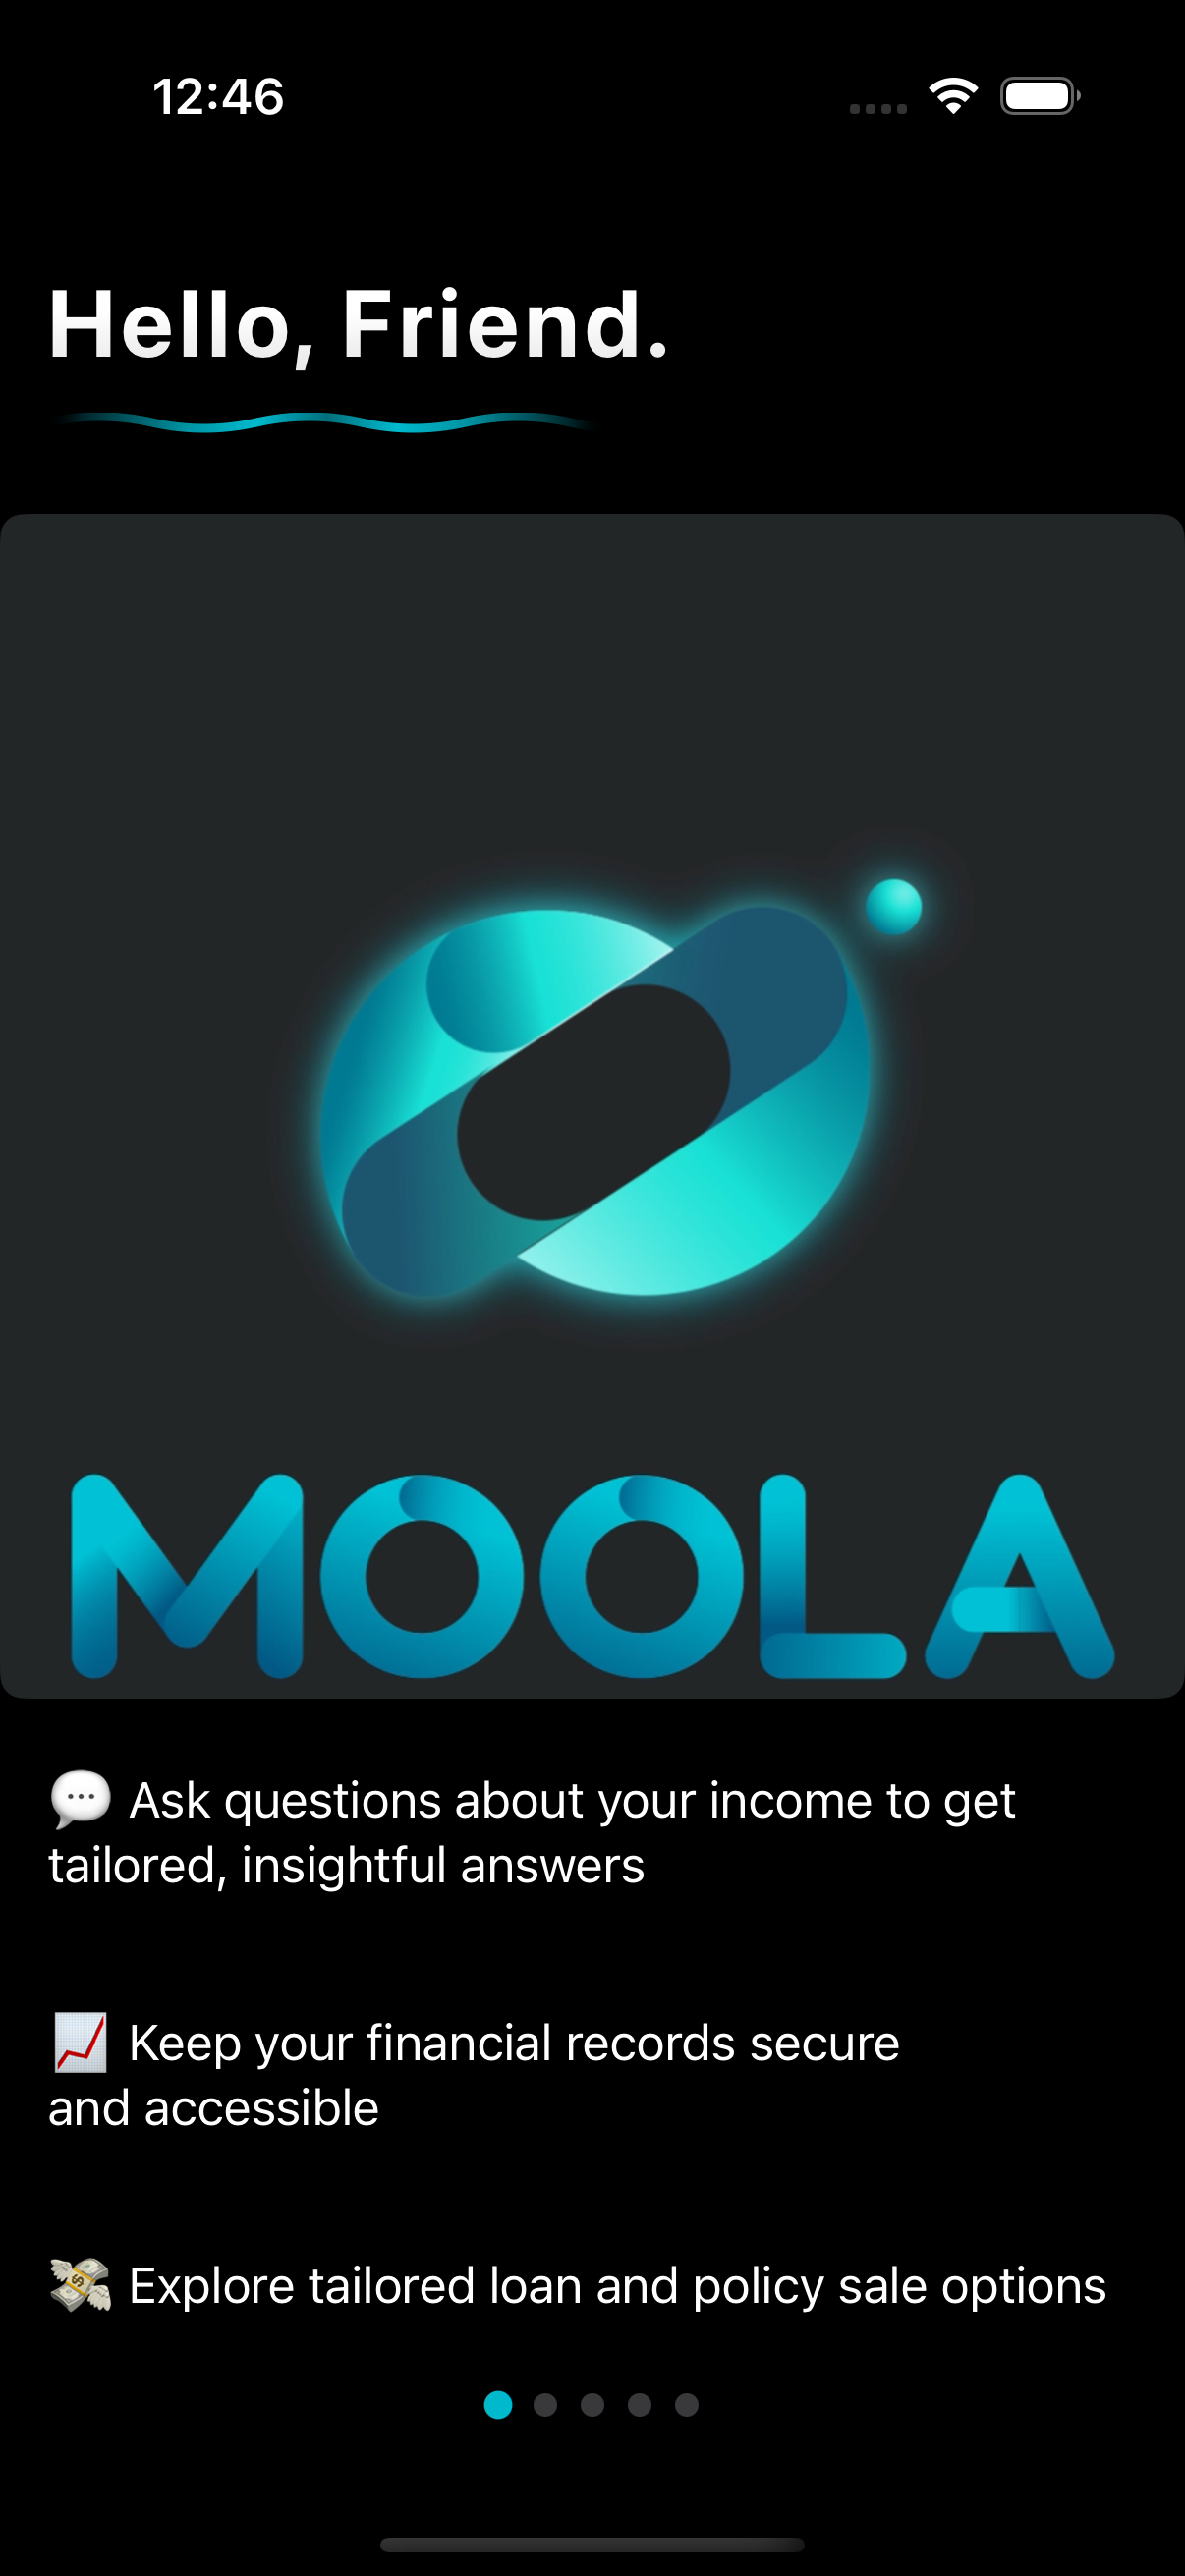 12:46
Hello, Friend.
MOOLA
💬 Ask questions about your income to get
tailored, insightful answers
📈 Keep your financial records secure
and accessible
💸 Explore tailored loan and policy sale options